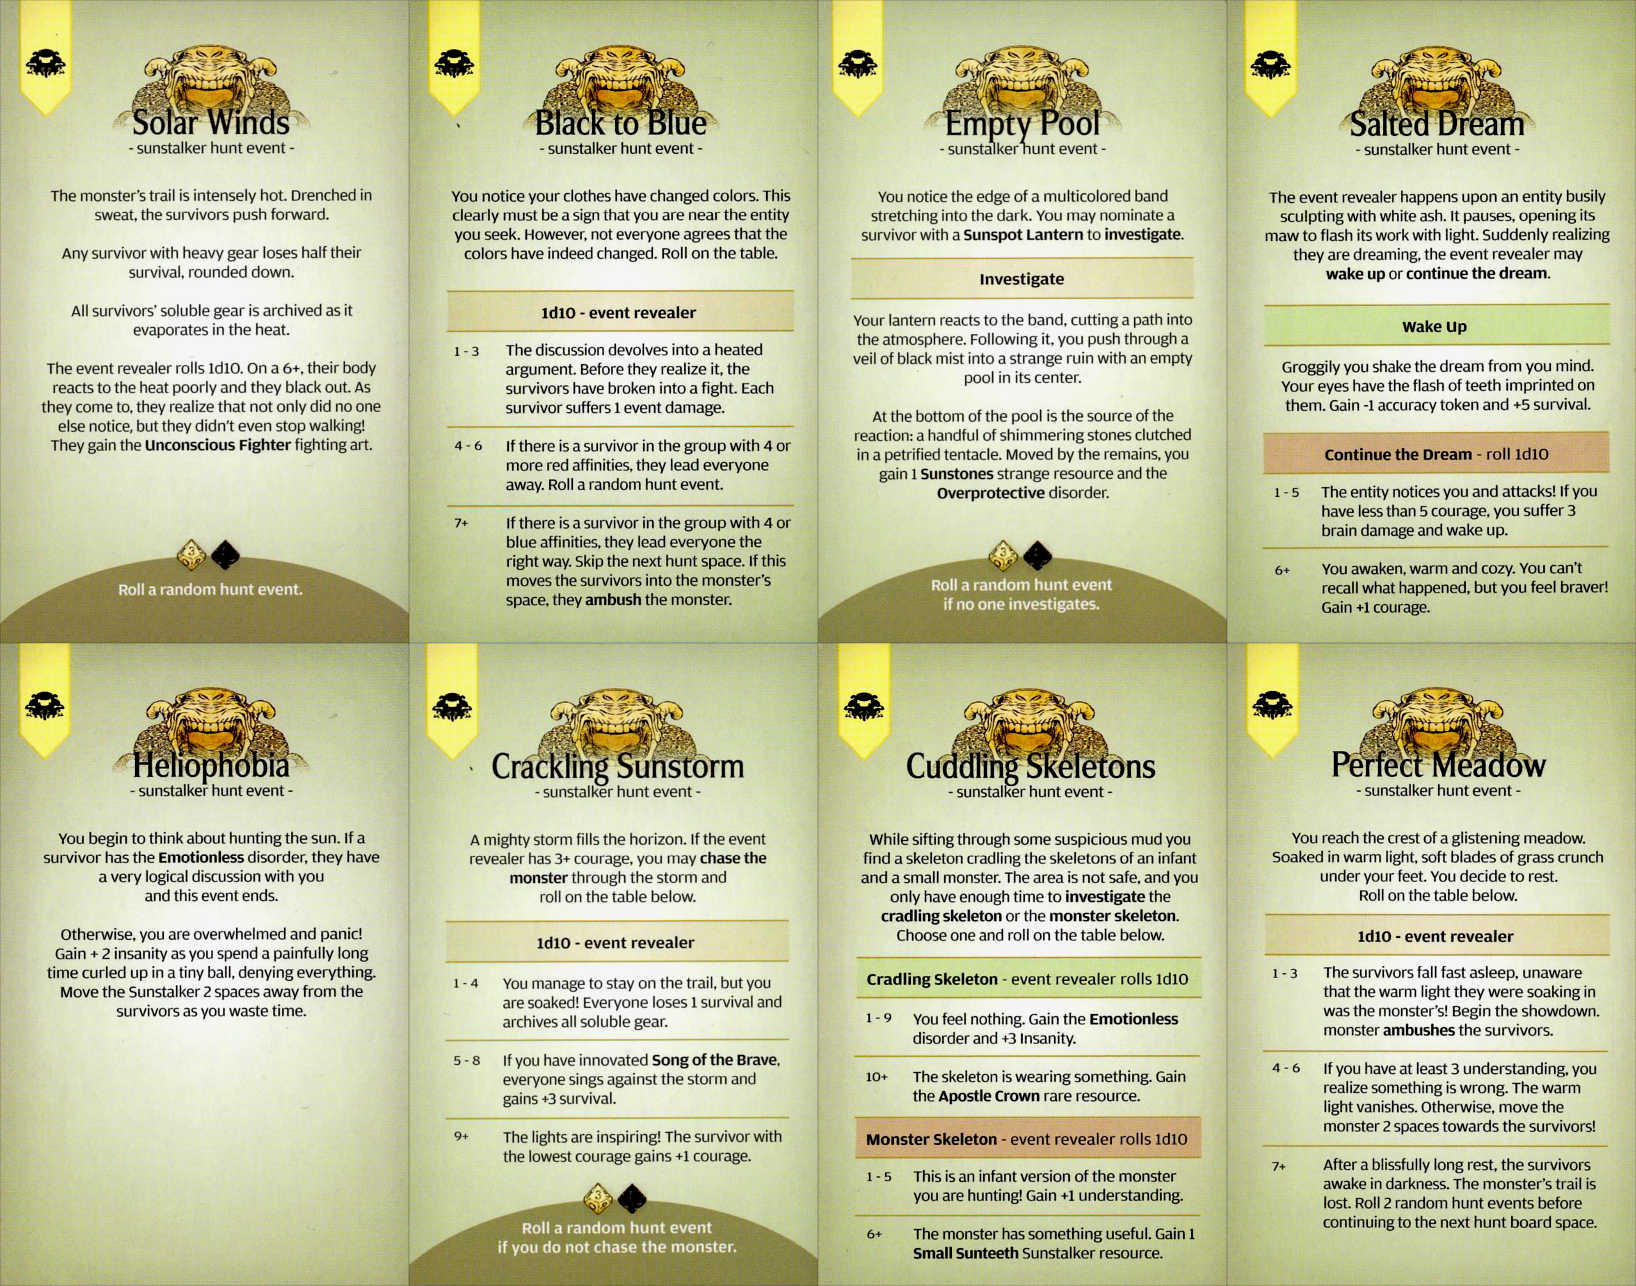 Solar Winds
- sunstalker hunt event -
The monster's trail is intensely hot. Drenched in
sweat, the survivors push forward.
Any survivor with heavy gear loses half their
survival, rounded down.
All survivors' soluble gear is archived as it
evaporates in the heat.
The event revealer rolls 1d10. On a 6+, their body
reacts to the heat poorly and they black out. As
they come to, they realize that not only did no one
else notice, but they didn't even stop walking!
They gain the Unconscious Fighter fighting art.
3
Roll a random hunt event.
Black to Blue
- sunstalker hunt event -
You notice your clothes have changed colors. This
clearly must be a sign that you are near the entity
you seek. However, not everyone agrees that the
colors have indeed changed. Roll on the table.
1d10 - event revealer
1 - 3 The discussion devolves into a heated
argument. Before they realize it, the
survivors have broken into a fight. Each
survivor suffers 1 event damage.
4 - 6 If there is a survivor in the group with 4 or
more red affinities, they lead everyone
away. Roll a random hunt event.
7+ If there is a survivor in the group with 4 or
blue affinities, they lead everyone the
right way. Skip the next hunt space. If this
moves the survivors into the monster's
space, they ambush the monster.
Empty Pool
- sunstalker hunt event -
You notice the edge of a multicolored band
stretching into the dark. You may nominate a
survivor with a Sunspot Lantern to investigate.
Investigate
Your lantern reacts to the band, cutting a path into
the atmosphere. Following it, you push through a
veil of black mist into a strange ruin with an empty
pool in its center.
At the bottom of the pool is the source of the
reaction: a handful of shimmering stones clutched
in a petrified tentacle. Moved by the remains, you
gain 1 Sunstones strange resource and the
Overprotective disorder.
3
Roll a random hunt event
if no one investigates.
Salted Dream
- sunstalker hunt event -
The event revealer happens upon an entity busily
sculpting with white ash. It pauses, opening its
maw to flash its work with light. Suddenly realizing
they are dreaming, the event revealer may
wake up or continue the dream.
Wake Up
Groggily you shake the dream from you mind.
Your eyes have the flash of teeth imprinted on
them. Gain -1 accuracy token and +5 survival.
Continue the Dream - roll 1d10
1 - 5 The entity notices you and attacks! If you
have less than 5 courage, you suffer 3
brain damage and wake up.
6+ You awaken, warm and cozy. You can't
recall what happened, but you feel braver!
Gain +1 courage.
Heliophobia
- sunstalker hunt event -
You begin to think about hunting the sun. If a
survivor has the Emotionless disorder, they have
a very logical discussion with you
and this event ends.
Otherwise, you are overwhelmed and panic!
Gain + 2 insanity as you spend a painfully long
time curled up in a tiny ball, denying everything.
Move the Sunstalker 2 spaces away from the
survivors as you waste time.
Crackling Sunstorm
- sunstalker hunt event -
A mighty storm fills the horizon. If the event
revealer has 3+ courage, you may chase the
monster through the storm and
roll on the table below.
1d10 - event revealer
1 - 4 You manage to stay on the trail, but you
are soaked! Everyone loses 1 survival and
archives all soluble gear.
5 - 8 If you have innovated Song of the Brave,
everyone sings against the storm and
gains +3 survival.
9+ The lights are inspiring! The survivor with
the lowest courage gains +1 courage.
3
Roll a random hunt event
if you do not chase the monster.
Cuddling Skeletons
- sunstalker hunt event -
While sifting through some suspicious mud you
find a skeleton cradling the skeletons of an infant
and a small monster. The area is not safe, and you
only have enough time to investigate the
cradling skeleton or the monster skeleton.
Choose one and roll on the table below.
Cradling Skeleton - event revealer rolls 1d10
1 - 9 You feel nothing. Gain the Emotionless
disorder and +3 Insanity.
10+ The skeleton is wearing something. Gain
the Apostle Crown rare resource.
Monster Skeleton - event revealer rolls 1d10
1 - 5 This is an infant version of the monster
you are hunting! Gain +1 understanding.
6+ The monster has something useful. Gain 1
Small Sunteeth Sunstalker resource.
Perfect Meadow
- sunstalker hunt event -
You reach the crest of a glistening meadow.
Soaked in warm light, soft blades of grass crunch
under your feet. You decide to rest.
Roll on the table below.
1d10 - event revealer
1 - 3 The survivors fall fast asleep, unaware
that the warm light they were soaking in
was the monster's! Begin the showdown.
monster ambushes the survivors.
4 - 6 If you have at least 3 understanding, you
realize something is wrong. The warm
light vanishes. Otherwise, move the
monster 2 spaces towards the survivors!
7+ After a blissfully long rest, the survivors
awake in darkness. The monster's trail is
lost. Roll 2 random hunt events before
continuing to the next hunt board space.